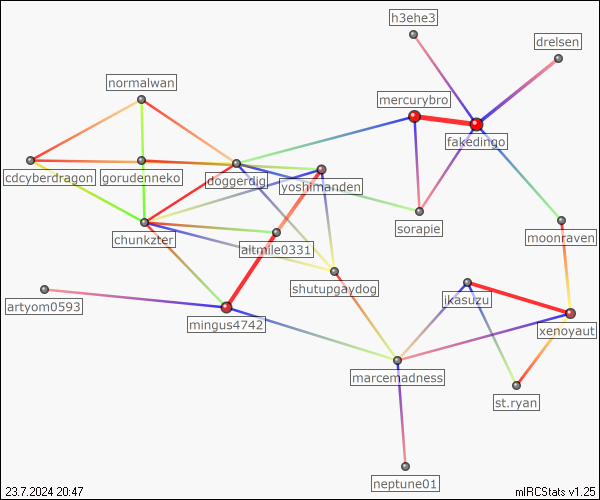 h3ehe3
drelsen
normalwan
mercurybro
fakedingo
cdcyberdragon
gorudenneko
doggerdig
yoshimanden
sorapie
chunkzter
altmile0331
moonraven
shutupgaydog
ikasuzu
artyom0593
mingus4742
xenoyaut
marcemadness
st.ryan
neptune01
23.7.2024 20:47
mIRCStats v1.25